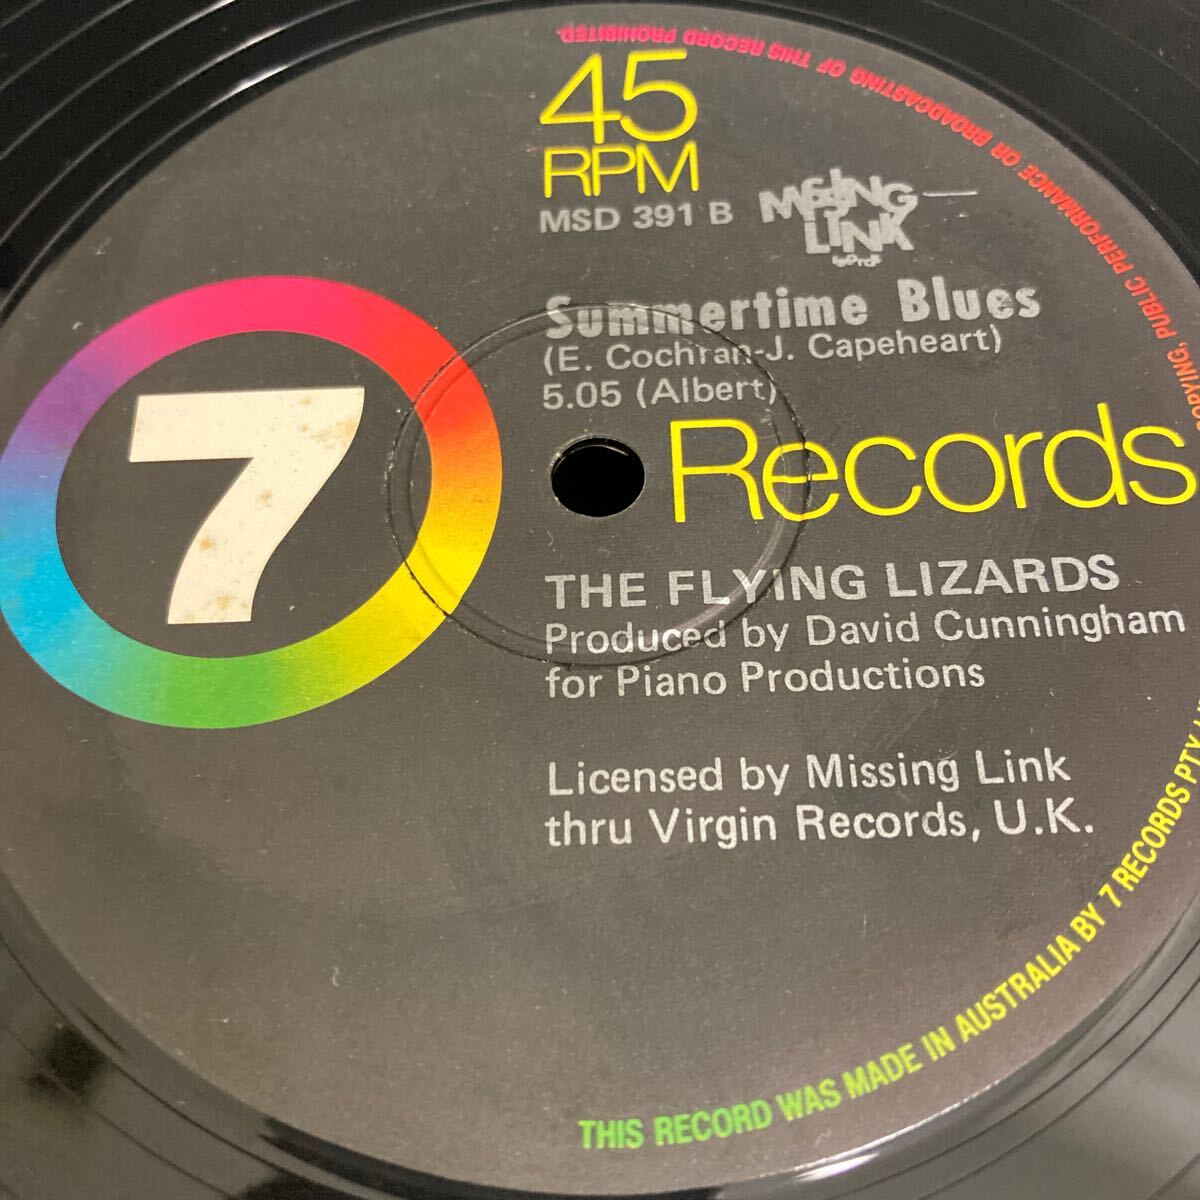 45
RPM
MSD 391 B
MISSING
LINK
records
Summertime Blues
(E. Cochran-J. Capeheart)
5.05 (Albert)
7
Records
THE FLYING LIZARDS
Produced by David Cunningham
for Piano Productions
Licensed by Missing Link
thru Virgin Records, U.K.
COPYING, PUBLIC PERFORMANCE OR BROADCASTING OF THIS RECORD PROHIBITED.
THIS RECORD WAS MADE IN AUSTRALIA BY 7 RECORDS PTY